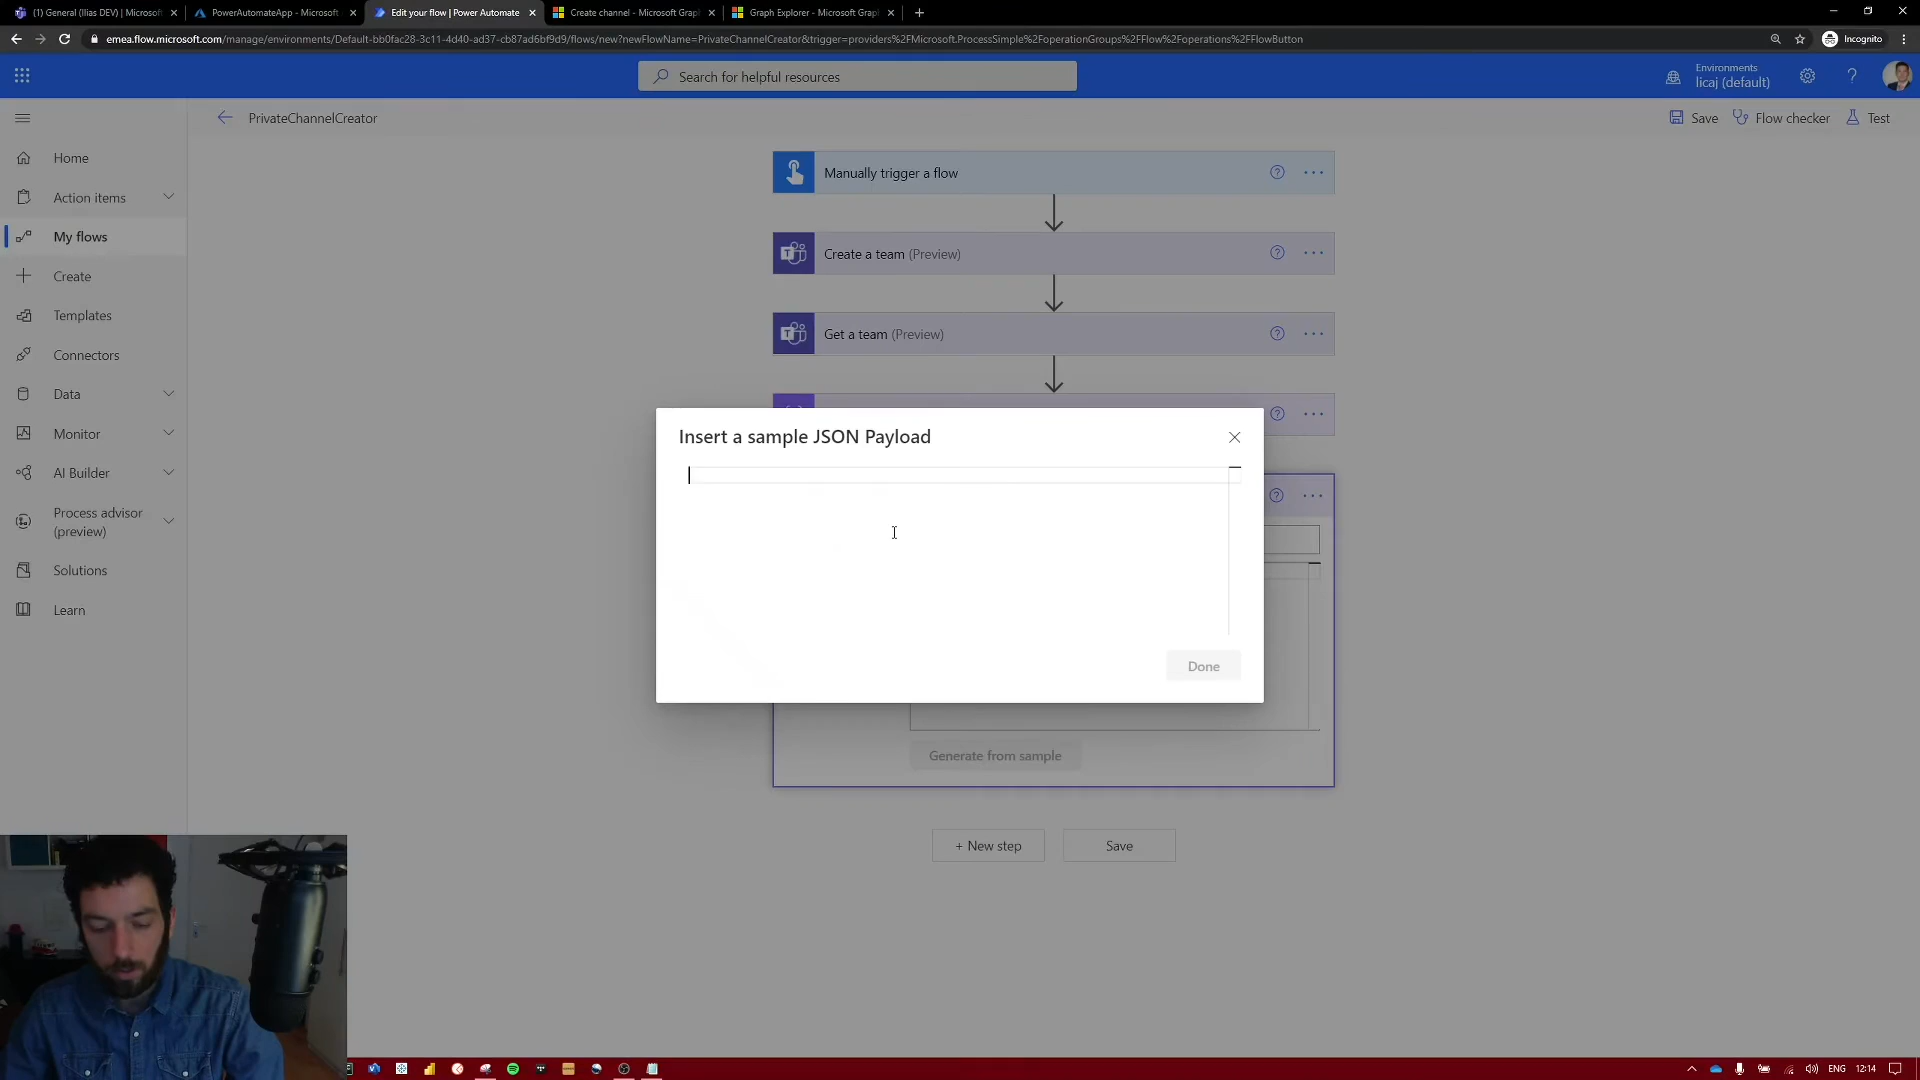 (1) General (Ilias DEV) | Microsoft
PowerAutomateApp - Microsoft
Edit your flow | Power Automate
Create channel - Microsoft Grap
Graph Explorer - Microsoft Grap
emea.flow.microsoft.com/manage/environments/Default-bb0fac28-3c11-4d40-ad37-cb87ad6bf9d9/flows/new?newFlowName=PrivateChannelCreator&trigger=providers%2FMicrosoft.ProcessSimple%2FoperationGroups%2FFlow%2Foperations%2FFlowButton
Incognito
Search for helpful resources
Environments
licaj (default)
PrivateChannelCreator
Save
Flow checker
Test
Home
Action items
My flows
Create
Templates
Connectors
Data
Monitor
AI Builder
Process advisor
(preview)
Solutions
Learn
Manually trigger a flow
Create a team (Preview)
Get a team (Preview)
Insert a sample JSON Payload
Done
Generate from sample
+ New step
Save
ENG
12:14